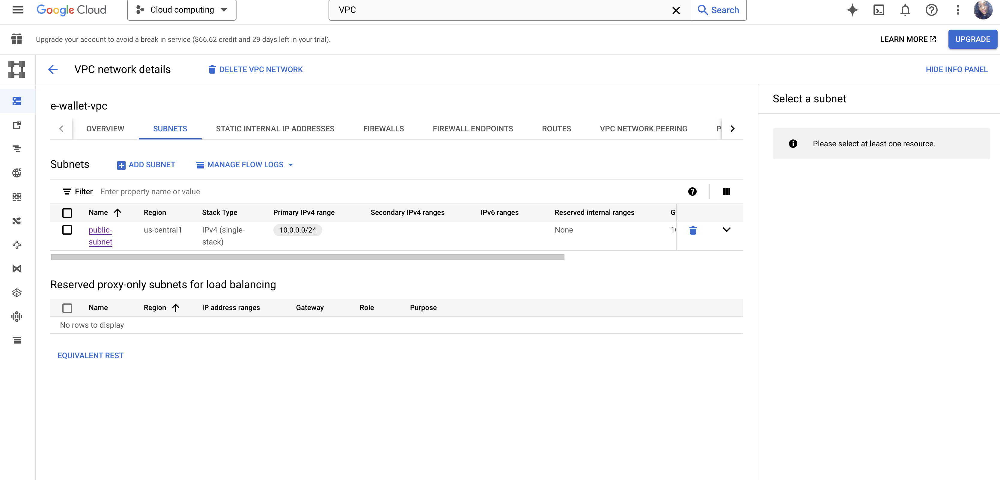 Google Cloud
Cloud computing
VPC
Search
Upgrade your account to avoid a break in service ($66.62 credit and 29 days left in your trial).
LEARN MORE
UPGRADE
VPC network details
DELETE VPC NETWORK
HIDE INFO PANEL
e-wallet-vpc
OVERVIEW SUBNETS STATIC INTERNAL IP ADDRESSES FIREWALLS FIREWALL ENDPOINTS ROUTES VPC NETWORK PEERING P
Subnets ADD SUBNET MANAGE FLOW LOGS
Filter Enter property name or value
Name Region Stack Type Primary IPv4 range Secondary IPv4 ranges IPv6 ranges Reserved internal ranges
public- us-central1 IPv4 (single- 10.0.0.0/24 None
subnet stack)
Reserved proxy-only subnets for load balancing
Name Region IP address ranges Gateway Role Purpose
No rows to display
EQUIVALENT REST
Select a subnet
Please select at least one resource.